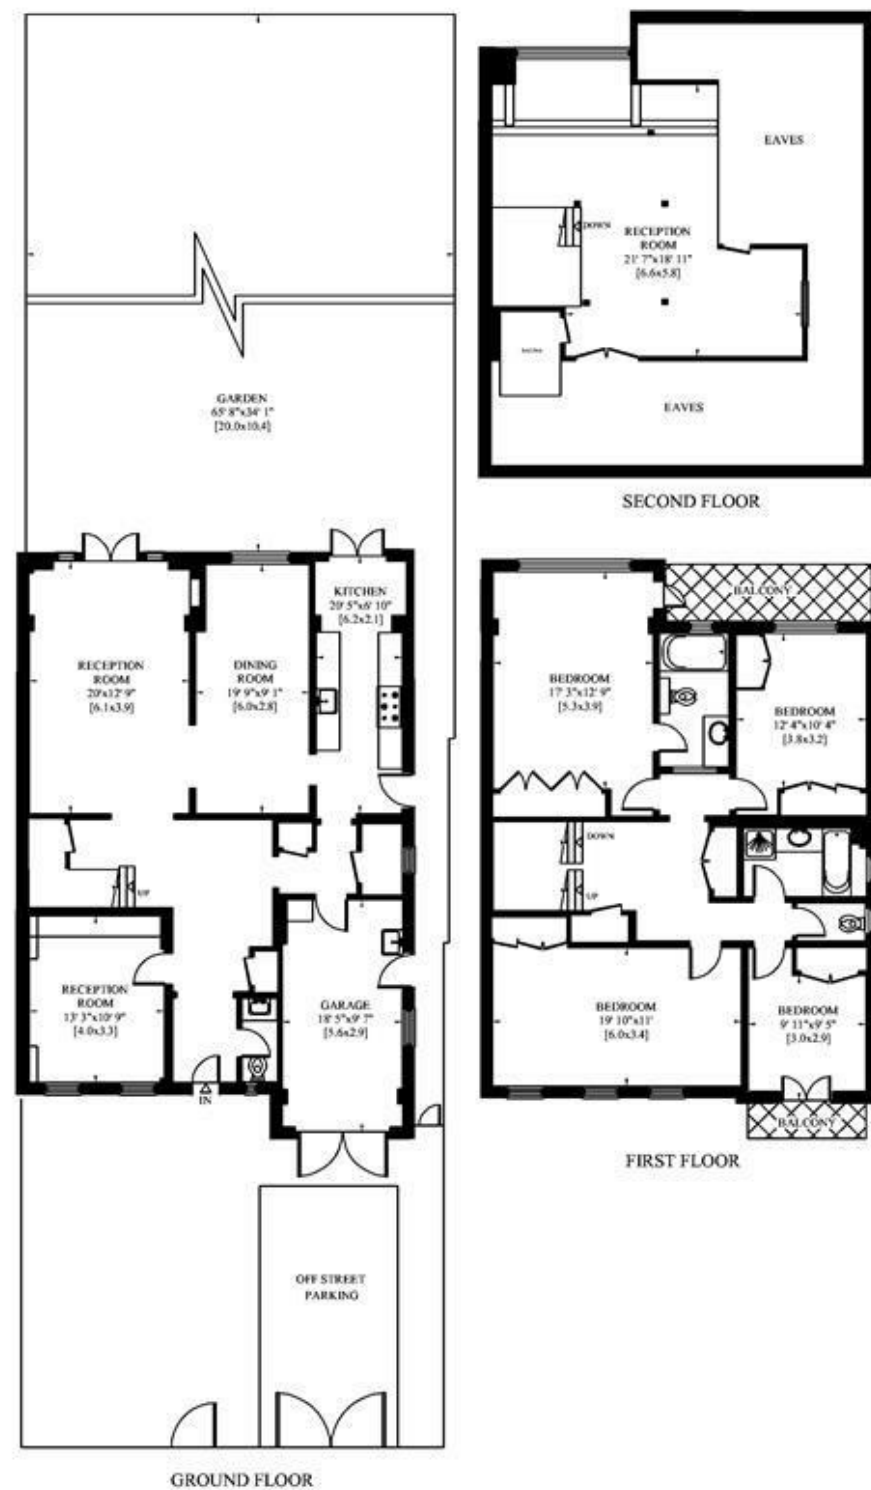 GARDEN
65' 8"x34' 1"
[20.0x10.4]
RECEPTION
ROOM
20'x12' 9"
[6.1x3.9]
DINING
ROOM
19' 9"x9' 1"
[6.0x2.8]
KITCHEN
20' 5"x6' 10"
[6.2x2.1]
UP
RECEPTION
ROOM
13' 3"x10' 9"
[4.0x3.3]
GARAGE
18' 5"x9' 7"
[5.6x2.9]
IN
OFF STREET
PARKING
GROUND FLOOR
EAVES
DOWN
RECEPTION
ROOM
21' 7"x18' 11"
[6.6x5.8]
EAVES
SECOND FLOOR
BALCONY
BEDROOM
17' 3"x12' 9"
[5.3x3.9]
BEDROOM
12' 4"x10' 4"
[3.8x3.2]
DOWN
UP
BEDROOM
19' 10"x11'
[6.0x3.4]
BEDROOM
9' 11"x9' 5"
[3.0x2.9]
BALCONY
FIRST FLOOR